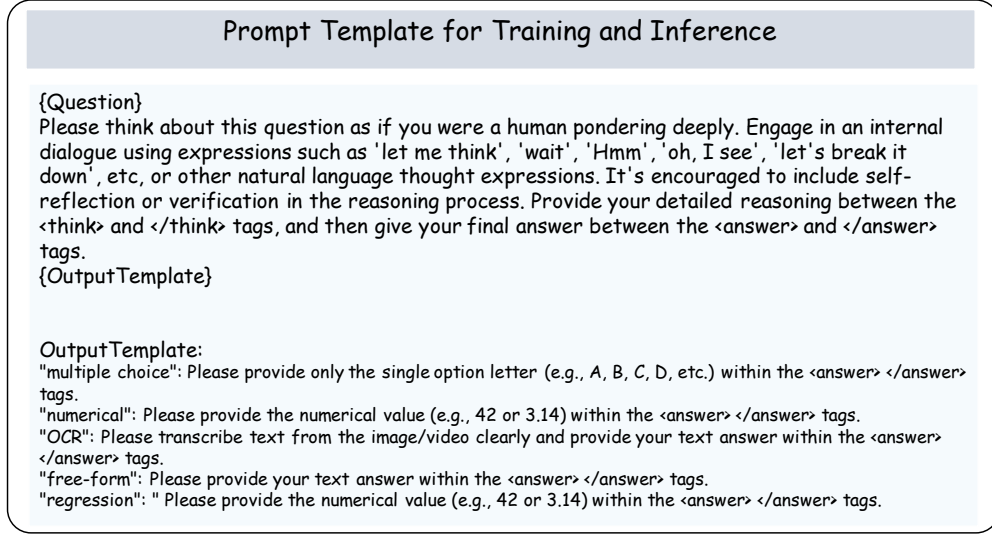 Prompt Template for Training and Inference
{Question}
Please think about this question as if you were a human pondering deeply. Engage in an internal
dialogue using expressions such as 'let me think', 'wait', 'Hmm', 'oh, I see', 'let's break it
down', etc, or other natural language thought expressions. It's encouraged to include self-
reflection or verification in the reasoning process. Provide your detailed reasoning between the
<think> and </think> tags, and then give your final answer between the <answer> and </answer>
tags.
{OutputTemplate}
OutputTemplate:
"multiple choice": Please provide only the single option letter (e.g., A, B, C, D, etc.) within the <answer> </answer>
tags.
"numerical": Please provide the numerical value (e.g., 42 or 3.14) within the <answer> </answer> tags.
"OCR": Please transcribe text from the image/video clearly and provide your text answer within the <answer>
</answer> tags.
"free-form": Please provide your text answer within the <answer> </answer> tags.
"regression": " Please provide the numerical value (e.g., 42 or 3.14) within the <answer> </answer> tags.